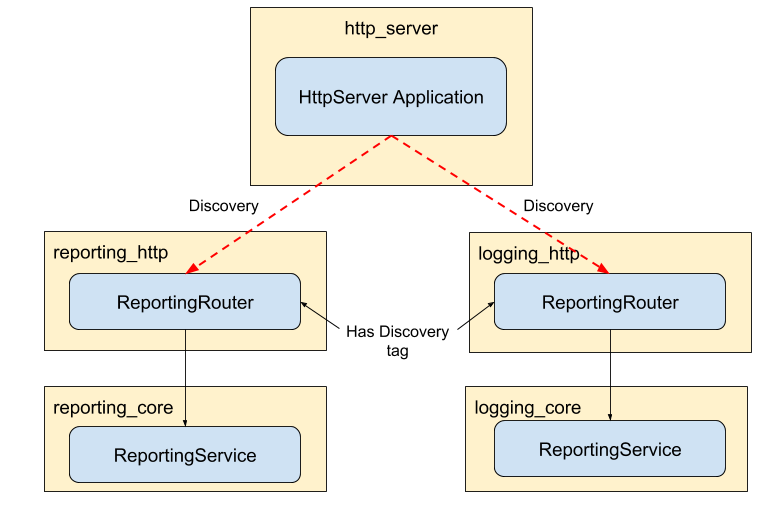 http_server
HttpServer Application
Discovery
Discovery
reporting_http
logging_http
ReportingRouter
ReportingRouter
Has Discovery
tag
reporting_core
logging_core
ReportingService
ReportingService